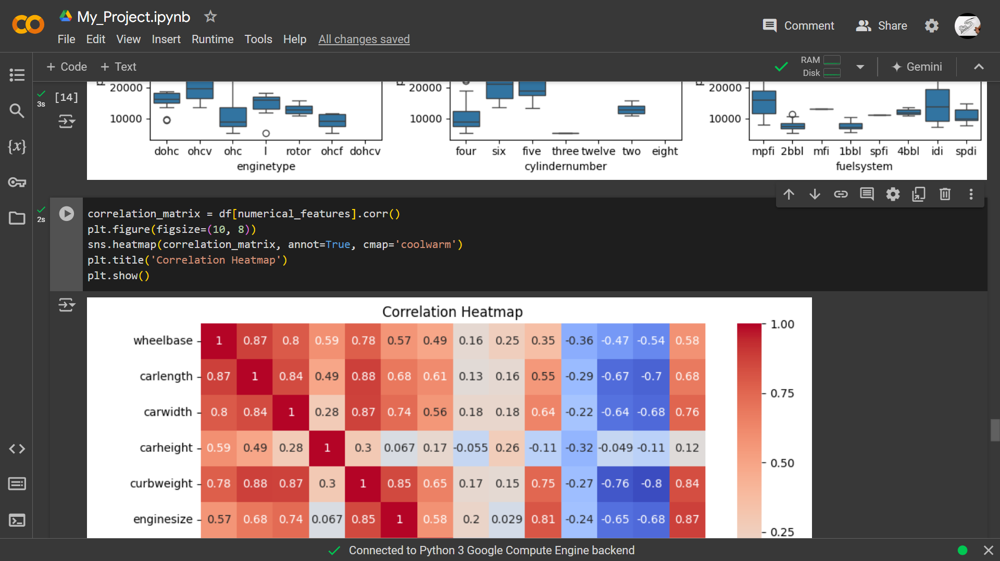 My_Project.ipynb
File Edit View Insert Runtime Tools Help All changes saved
Comment Share
+ Code + Text
RAM
Disk
Gemini
[14]
3s
20000
10000
dohc ohcv ohc l rotor ohcf dohcv
enginetype
20000
10000
four six five three twelve two eight
cylindernumber
20000
10000
mpfi 2bbl mfi 1bbl spfi 4bbl idi spdi
fuelsystem
{x}
2s
correlation_matrix = df[numerical_features].corr()
plt.figure(figsize=(10, 8))
sns.heatmap(correlation_matrix, annot=True, cmap='coolwarm')
plt.title('Correlation Heatmap')
plt.show()
Correlation Heatmap
wheelbase 1 0.87 0.8 0.59 0.78 0.57 0.49 0.16 0.25 0.35 -0.36 -0.47 -0.54 0.58
carlength 0.87 1 0.84 0.49 0.88 0.68 0.61 0.13 0.16 0.55 -0.29 -0.67 -0.7 0.68
carwidth 0.8 0.84 1 0.28 0.87 0.74 0.56 0.18 0.18 0.64 -0.22 -0.64 -0.68 0.76
carheight 0.59 0.49 0.28 1 0.3 0.067 0.17 -0.055 0.26 -0.11 -0.32 -0.049 -0.11 0.12
curbweight 0.78 0.88 0.87 0.3 1 0.85 0.65 0.17 0.15 0.75 -0.27 -0.76 -0.8 0.84
enginesize 0.57 0.68 0.74 0.067 0.85 1 0.58 0.2 0.029 0.81 -0.24 -0.65 -0.68 0.87
1.00
0.75
0.50
0.25
Connected to Python 3 Google Compute Engine backend